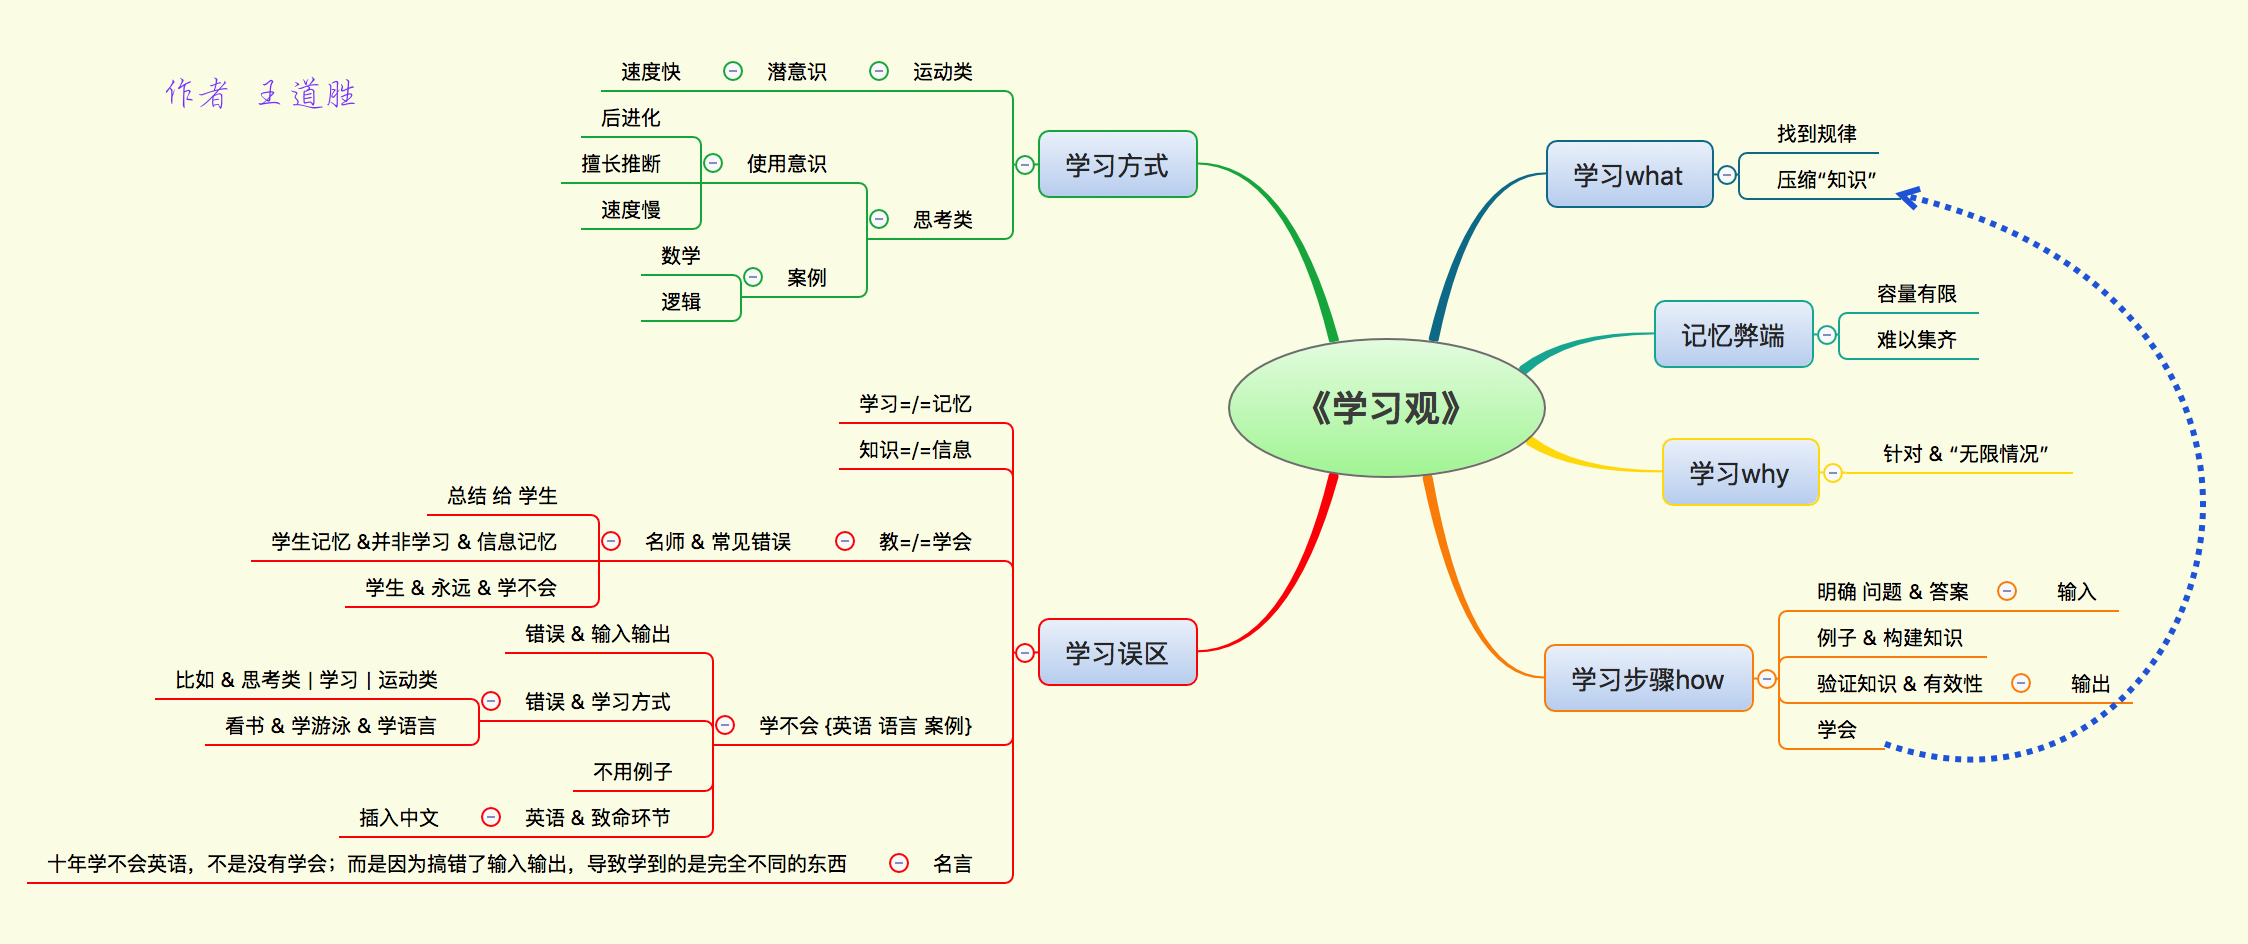 作者 王道胜
《学习观》
学习what
找到规律
压缩“知识”
记忆弊端
容量有限
难以集齐
学习why
针对 & “无限情况”
学习步骤how
明确 问题 & 答案
输入
例子 & 构建知识
验证知识 & 有效性
输出
学会
学习方式
运动类
潜意识
速度快
思考类
使用意识
后进化
擅长推断
速度慢
案例
数学
逻辑
学习误区
学习=/=记忆
知识=/=信息
教=/=学会
名师 & 常见错误
总结 给 学生
学生记忆 &并非学习 & 信息记忆
学生 & 永远 & 学不会
学不会 {英语 语言 案例}
错误 & 输入输出
错误 & 学习方式
比如 & 思考类 | 学习 | 运动类
看书 & 学游泳 & 学语言
不用例子
英语 & 致命环节
插入中文
名言
十年学不会英语，不是没有学会；而是因为搞错了输入输出，导致学到的是完全不同的东西